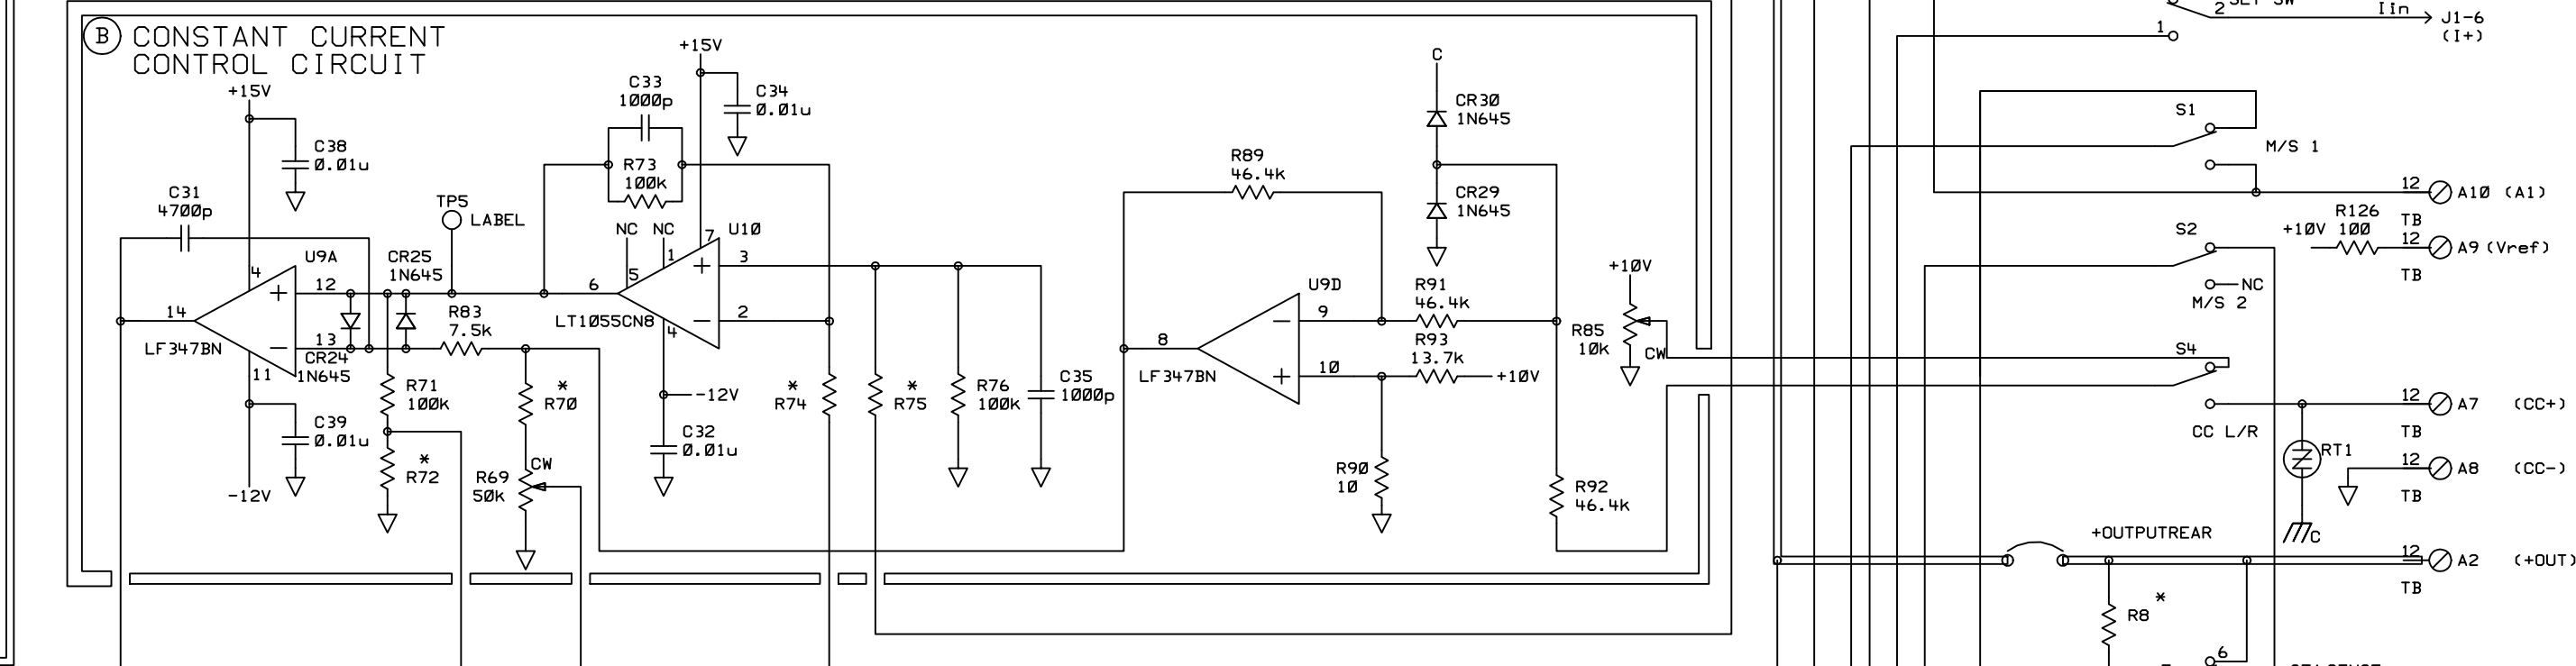 B CONSTANT CURRENT
CONTROL CIRCUIT
+15V
C38
0.01u
C31
4700p
U9A
4
12
14
13
11
LF347BN
CR25
1N645
CR24
1N645
R83
7.5k
TP5
LABEL
C39
0.01u
-12V
R71
100k
*
R72
*
R70
R69
50k
CW
+15V
C33
1000p
C34
0.01u
R73
100k
NC
NC
7
U10
1
5
3
6
2
4
LT1055CN8
-12V
C32
0.01u
*
R74
*
R75
R76
100k
C35
1000p
R89
46.4k
C
CR30
1N645
CR29
1N645
U9D
9
8
10
LF347BN
R91
46.4k
R93
13.7k
+10V
R90
10
R92
46.4k
+10V
R85
10k
CW
2
Iin
J1-6
(I+)
1
S1
M/S 1
12
A10 (A1)
TB
S2
+10V
R126
100
12
A9 (Vref)
TB
NC
M/S 2
S4
12
A7 (CC+)
TB
CC L/R
RT1
12
A8 (CC-)
TB
C
+OUTPUTREAR
12
A2 (+OUT)
TB
*
R8
6